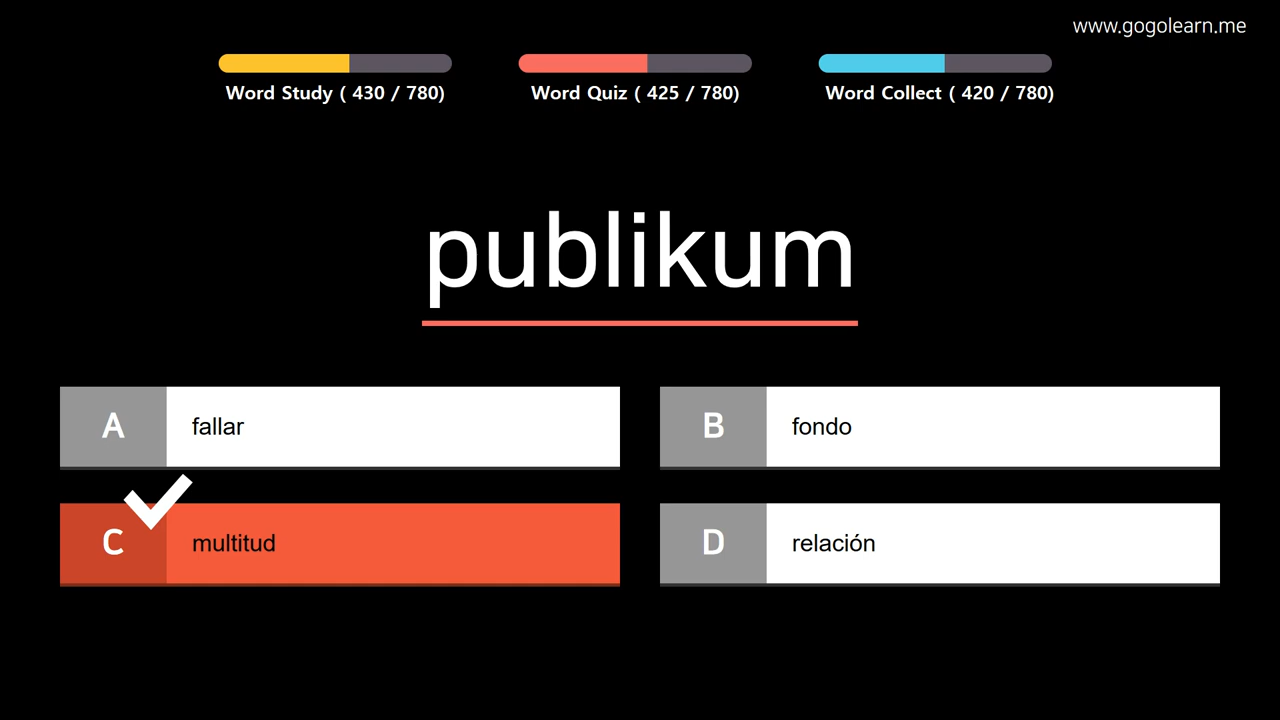 www.gogolearn.me
Word Study ( 430 / 780)
Word Quiz ( 425 / 780)
Word Collect ( 420 / 780)
publikum
A fallar
B fondo
C multitud
D relación